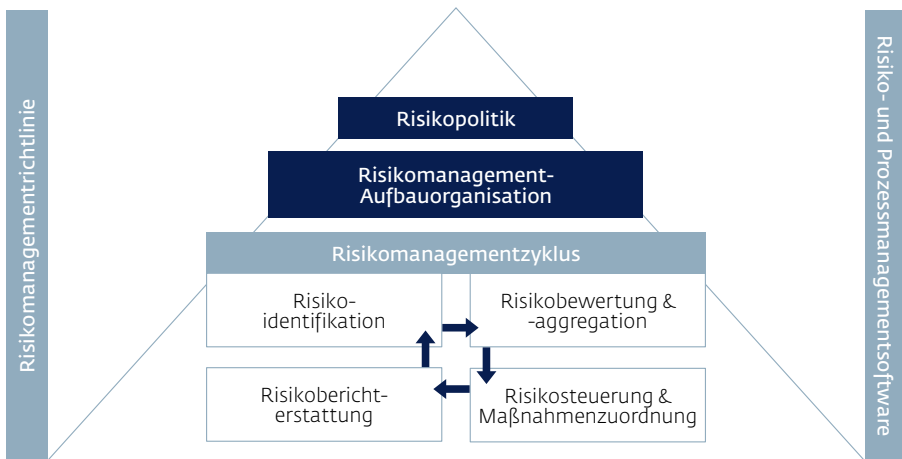 Risikomanagementrichtlinie
Risikopolitik
Risikomanagement-
Aufbauorganisation
Risikomanagementzyklus
Risiko-
identifikation
Risikobewertung &
-aggregation
Risikobericht-
erstattung
Risikosteuerung &
Maßnahmenzuordnung
Risiko- und Prozessmanagementsoftware